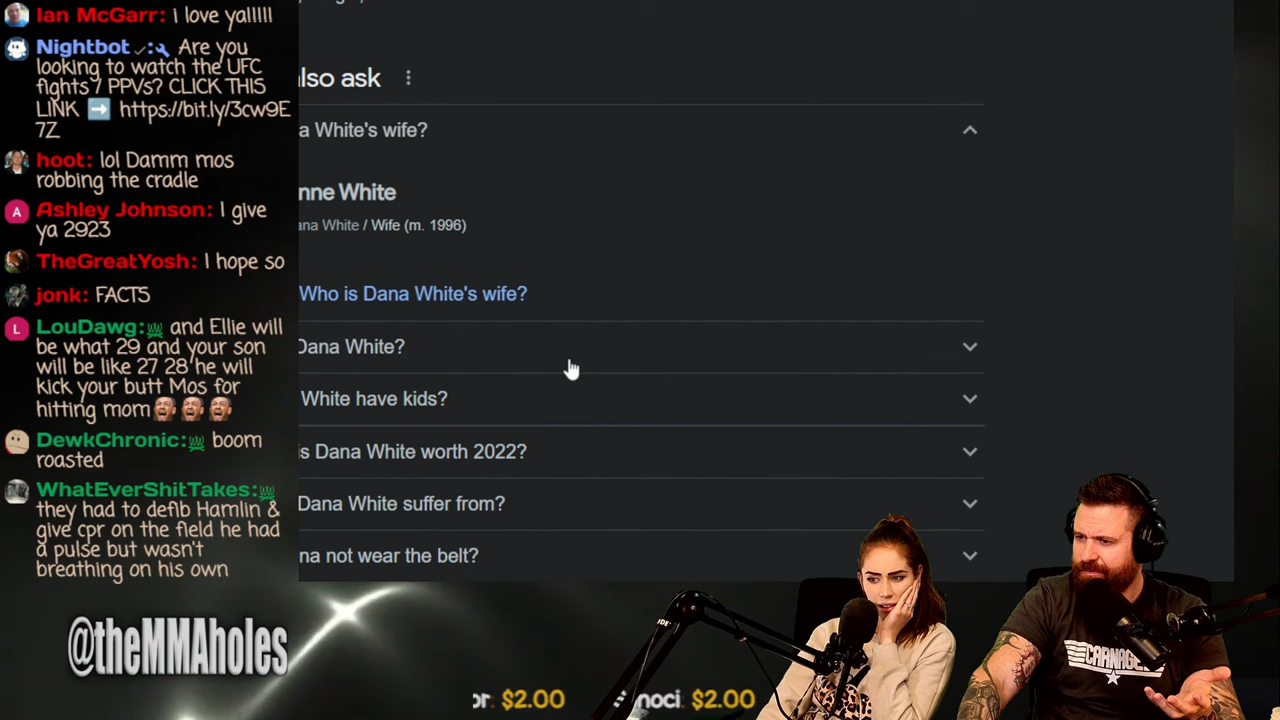 Ian McGarr: i love ya!!!!!
Nightbot : Are you
looking to watch the UFC
fights / PPVs? CLICK THIS
LINK ➡️ https://bit.ly/3cw9E
7Z
hoot: lol Damm mos
robbing the cradle
A Ashley Johnson: I give
ya 2923
TheGreatYosh: I hope so
jonk: FACTS
L LouDawg: and Ellie will
be what 29 and your son
will be like 27 28 he will
kick your butt Mos for
hitting mom
DewkChronic: boom
roasted
WhatEverShitTakes:
they had to defib Hamlin &
give cpr on the field he had
a pulse but wasn't
breathing on his own
@theMMAholes
also ask
a White's wife?
nne White
ana White / Wife (m. 1996)
Who is Dana White's wife?
Dana White?
White have kids?
is Dana White worth 2022?
Dana White suffer from?
na not wear the belt?
or: $2.00
noci: $2.00
CARNAGE